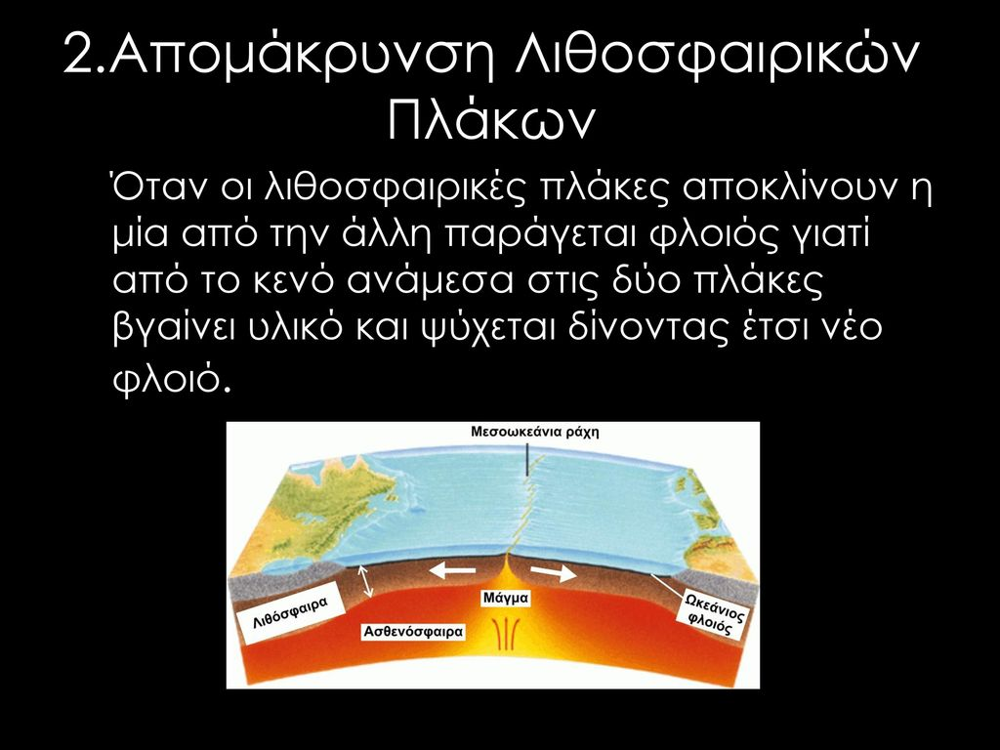 2.Απομάκρυνση Λιθοσφαιρικών
Πλάκων
Όταν οι λιθοσφαιρικές πλάκες αποκλίνουν η
μία από την άλλη παράγεται φλοιός γιατί
από το κενό ανάμεσα στις δύο πλάκες
βγαίνει υλικό και ψύχεται δίνοντας έτσι νέο
φλοιό.
Μεσοωκεάνια ράχη
Μάγμα
Λιθόσφαιρα
Ασθενόσφαιρα
Ωκεάνιος
φλοιός